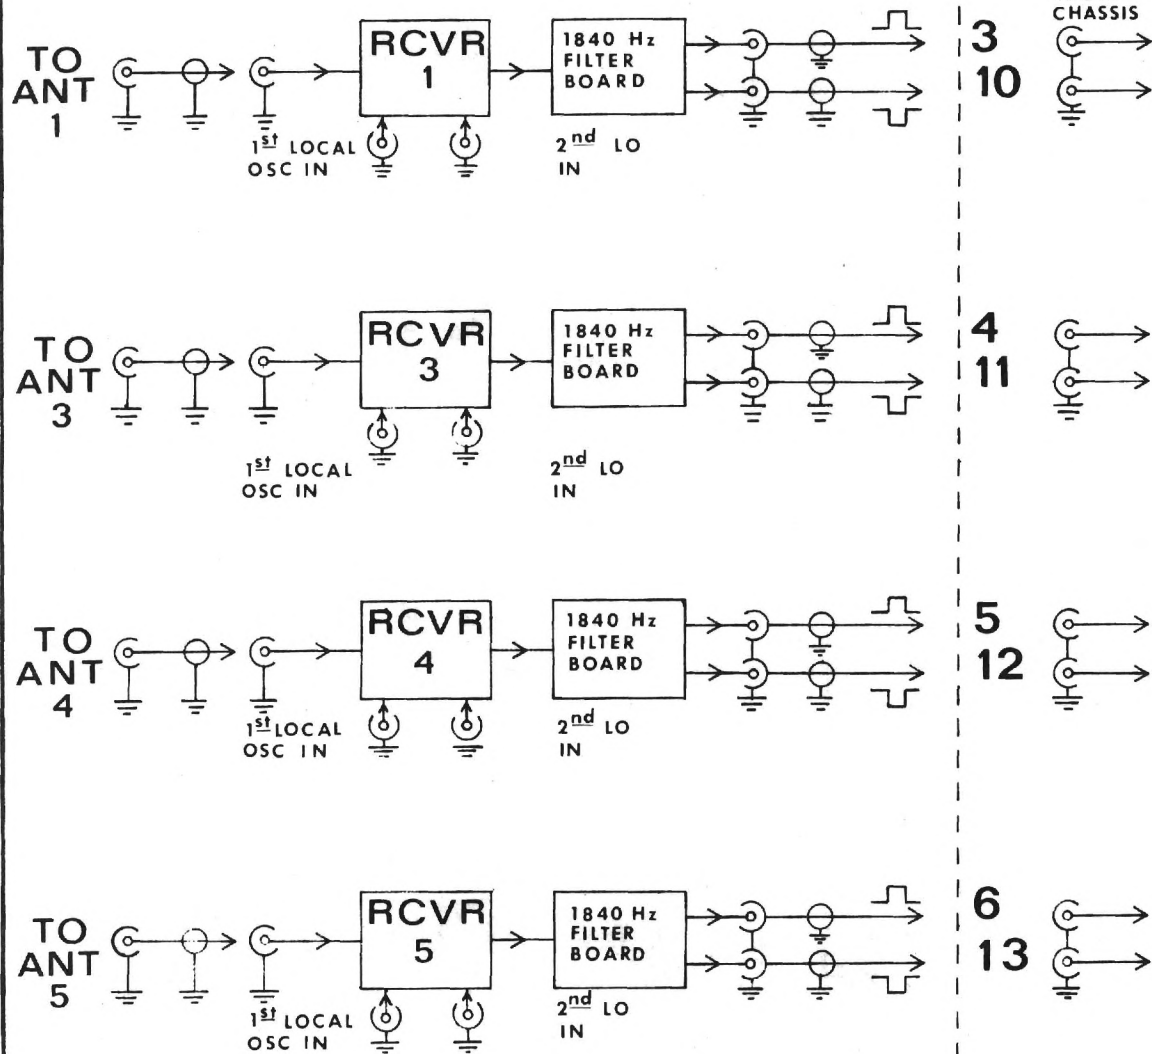 CHASSIS
TO
ANT
1
RCVR
1
1840 Hz
FILTER
BOARD
3
10
1st LOCAL
OSC IN
2nd LO
IN
TO
ANT
3
RCVR
3
1840 Hz
FILTER
BOARD
4
11
1st LOCAL
OSC IN
2nd LO
IN
TO
ANT
4
RCVR
4
1840 Hz
FILTER
BOARD
5
12
1st LOCAL
OSC IN
2nd LO
IN
TO
ANT
5
RCVR
5
1840 Hz
FILTER
BOARD
6
13
1st LOCAL
OSC IN
2nd LO
IN